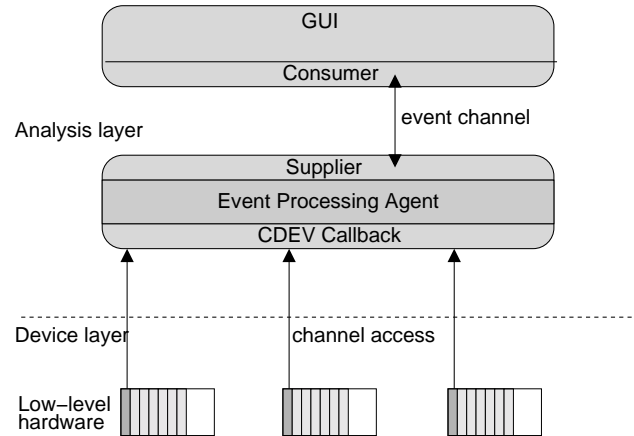 GUI
Consumer
event channel
Analysis layer
Supplier
Event Processing Agent
CDEV Callback
Device layer
channel access
Low−level
hardware